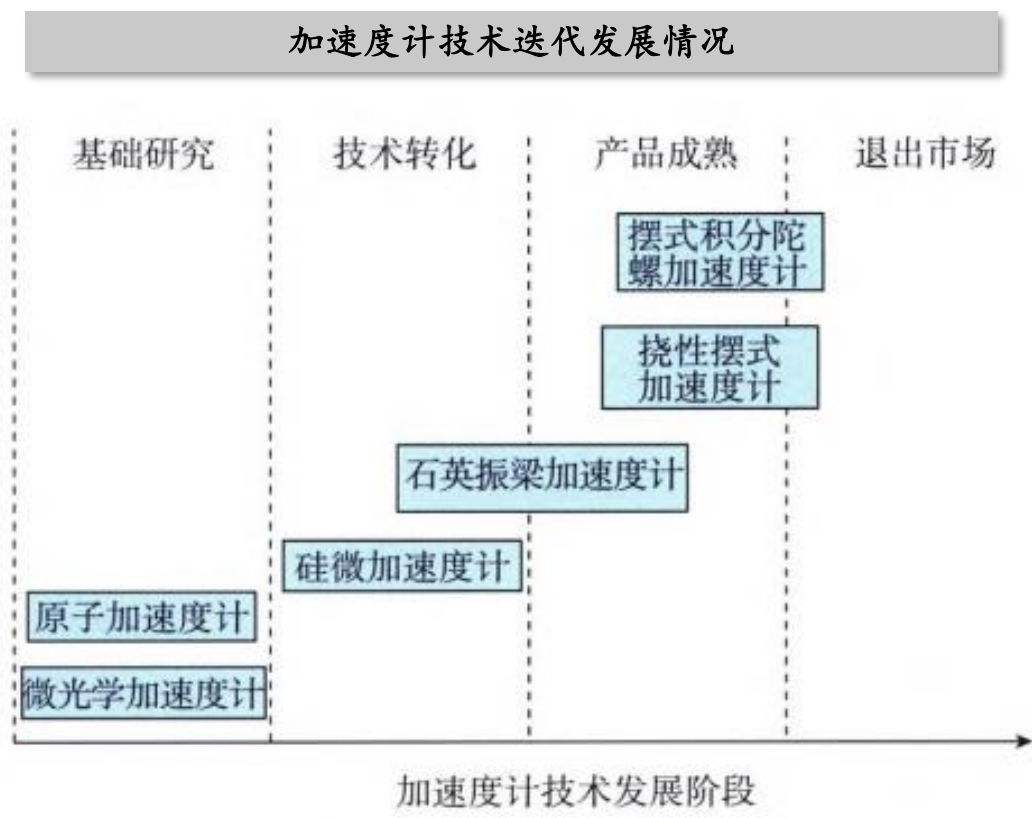 加速度计技术迭代发展情况
基础研究
技术转化
产品成熟
退出市场
摆式积分陀
螺加速度计
挠性摆式
加速度计
石英振梁加速度计
硅微加速度计
原子加速度计
微光学加速度计
加速度计技术发展阶段